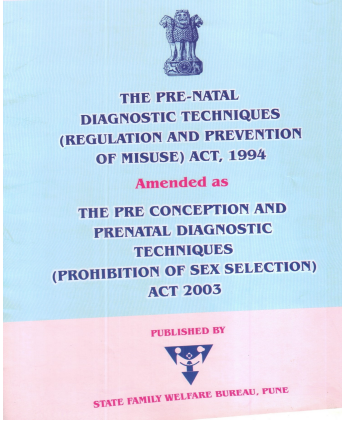 THE PRE-NATAL
DIAGNOSTIC TECHNIQUES
(REGULATION AND PREVENTION
OF MISUSE) ACT, 1994
Amended as
THE PRE CONCEPTION AND
PRENATAL DIAGNOSTIC
TECHNIQUES
(PROHIBITION OF SEX SELECTION)
ACT 2003
PUBLISHED BY
STATE FAMILY WELFARE BUREAU, PUNE